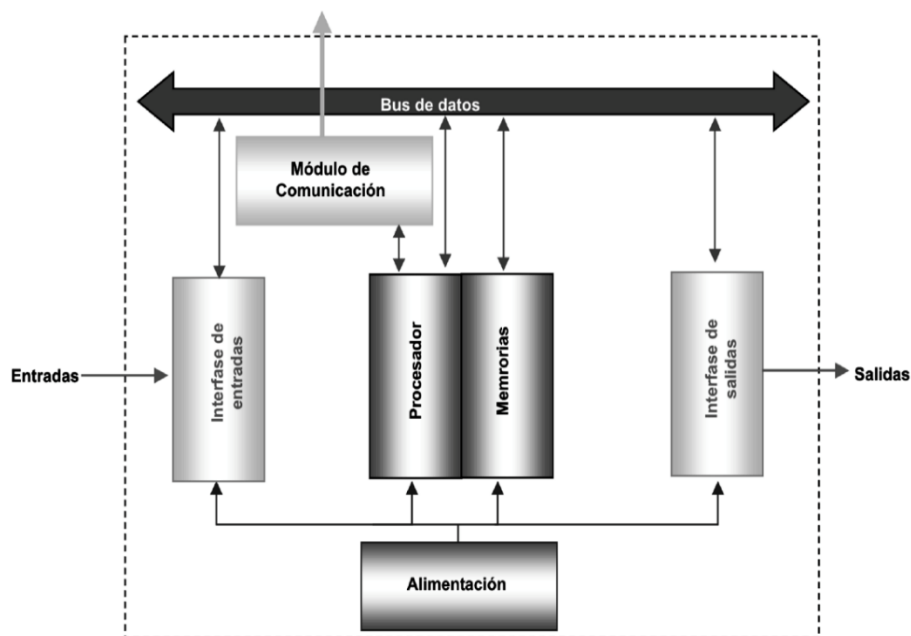 Bus de datos
Módulo de
Comunicación
Entradas
Interfase de
entradas
Procesador
Memrorias
Interfase de
salidas
Salidas
Alimentación